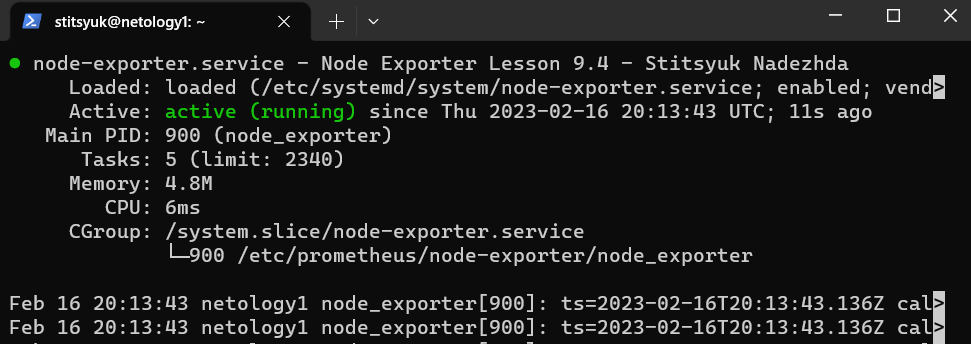 stitsyuk@netology1: ~
● node-exporter.service - Node Exporter Lesson 9.4 - Stitsyuk Nadezhda
Loaded: loaded (/etc/systemd/system/node-exporter.service; enabled; vend>
Active: active (running) since Thu 2023-02-16 20:13:43 UTC; 11s ago
Main PID: 900 (node_exporter)
Tasks: 5 (limit: 2340)
Memory: 4.8M
CPU: 6ms
CGroup: /system.slice/node-exporter.service
└─900 /etc/prometheus/node-exporter/node_exporter
Feb 16 20:13:43 netology1 node_exporter[900]: ts=2023-02-16T20:13:43.136Z cal>
Feb 16 20:13:43 netology1 node_exporter[900]: ts=2023-02-16T20:13:43.136Z cal>